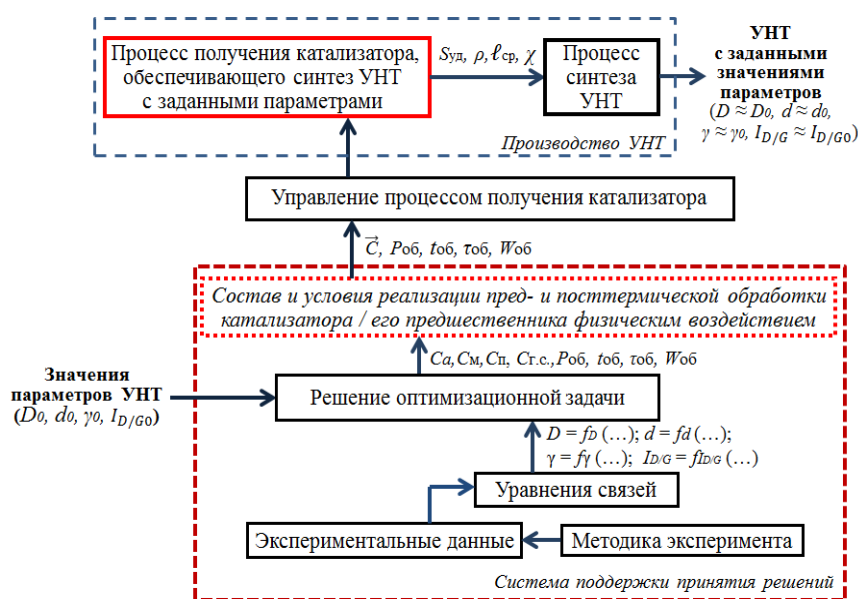 Процесс получения катализатора,
обеспечивающего синтез УНТ
с заданными параметрами
Sуд, ρ, ℓср, χ
Процесс
синтеза
УНТ
УНТ
с заданными
значениями
параметров
(D ≈ D0, d ≈ d0,
γ ≈ γ0, ID/G ≈ ID/G0)
Производство УНТ
Управление процессом получения катализатора
C⃗, Pоб, tоб, τоб, Wоб
Состав и условия реализации пред- и посттермической обработки
катализатора / его предшественника физическим воздействием
Cа, Cм, Cп, Cг.с., Pоб, tоб, τоб, Wоб
Значения
параметров УНТ
(D0, d0, γ0, ID/G0)
Решение оптимизационной задачи
D = fD (…); d = fd (…);
γ = fγ (…); ID/G = fID/G (…)
Уравнения связей
Экспериментальные данные
Методика эксперимента
Система поддержки принятия решений